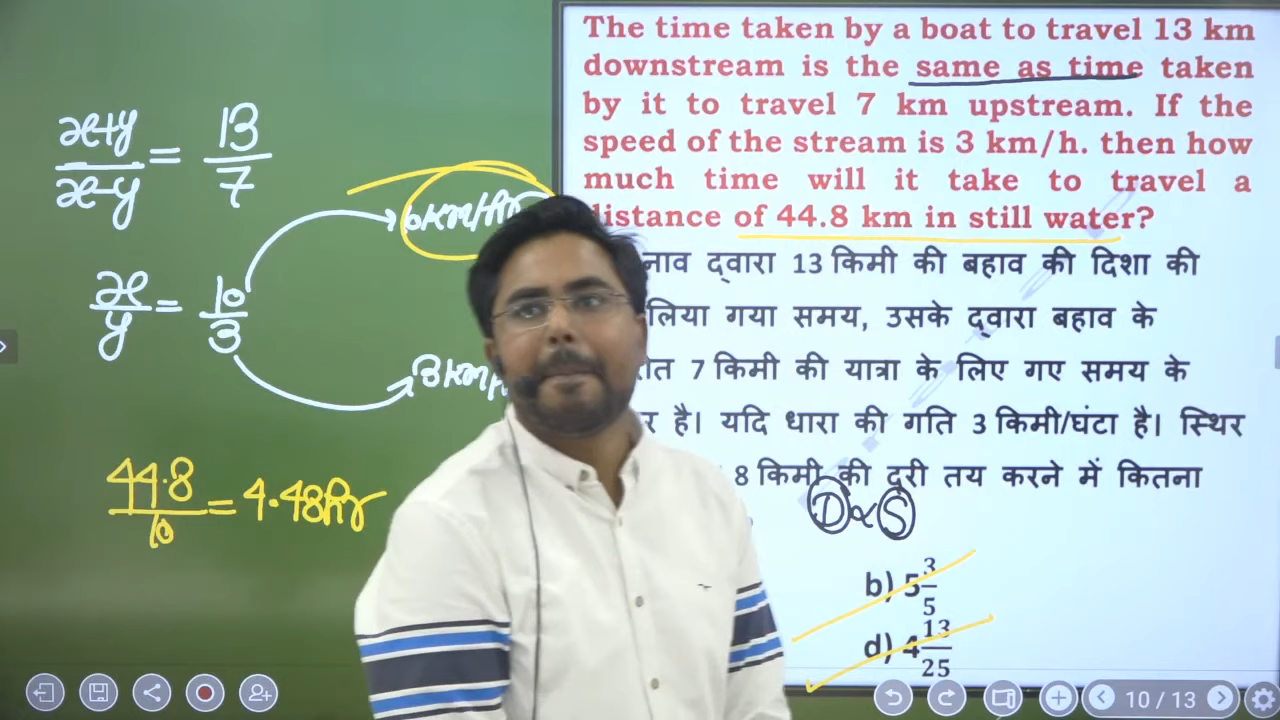 The time taken by a boat to travel 13 km
downstream is the same as time taken
by it to travel 7 km upstream. If the
speed of the stream is 3 km/h. then how
much time will it take to travel a
distance of 44.8 km in still water?
नाव द्वारा 13 किमी की बहाव की दिशा की
लिया गया समय, उसके द्वारा बहाव के
7 किमी की यात्रा के लिए गए समय के
है। यदि धारा की गति 3 किमी/घंटा है। स्थिर
8 किमी की दूरी तय करने में कितना
D ∝ S
b) 5 3/5
d) 4 13/25
x+y/x-y = 13/7
x/y = 10/3
44.8/10 = 4.48hr
10 / 13